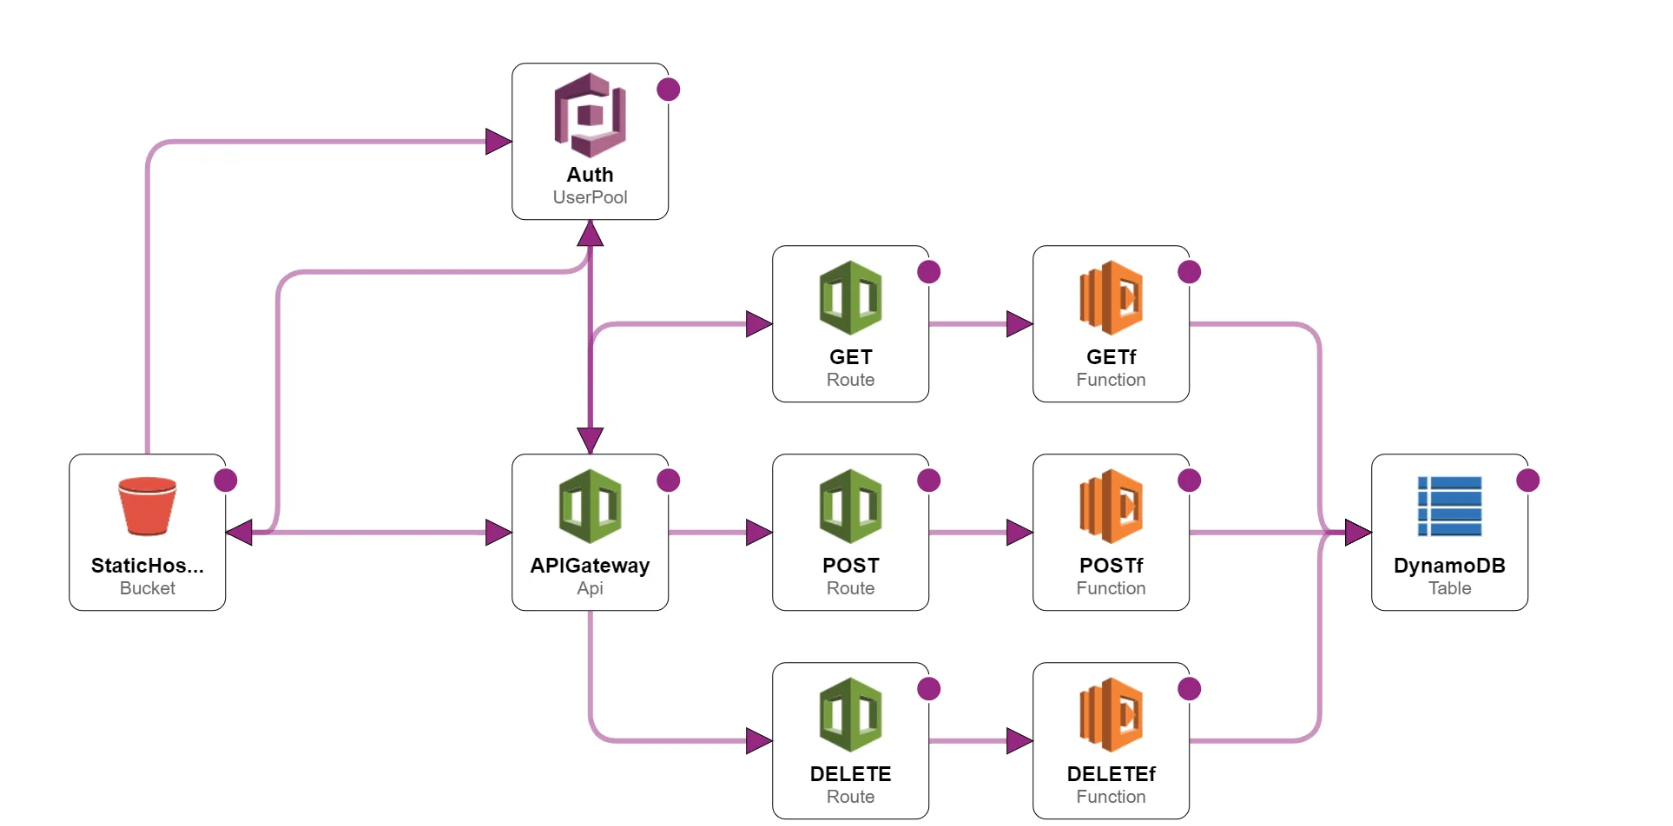 Auth
UserPool
GET
Route
GETf
Function
StaticHos...
Bucket
APIGateway
Api
POST
Route
POSTf
Function
DynamoDB
Table
DELETE
Route
DELETEf
Function